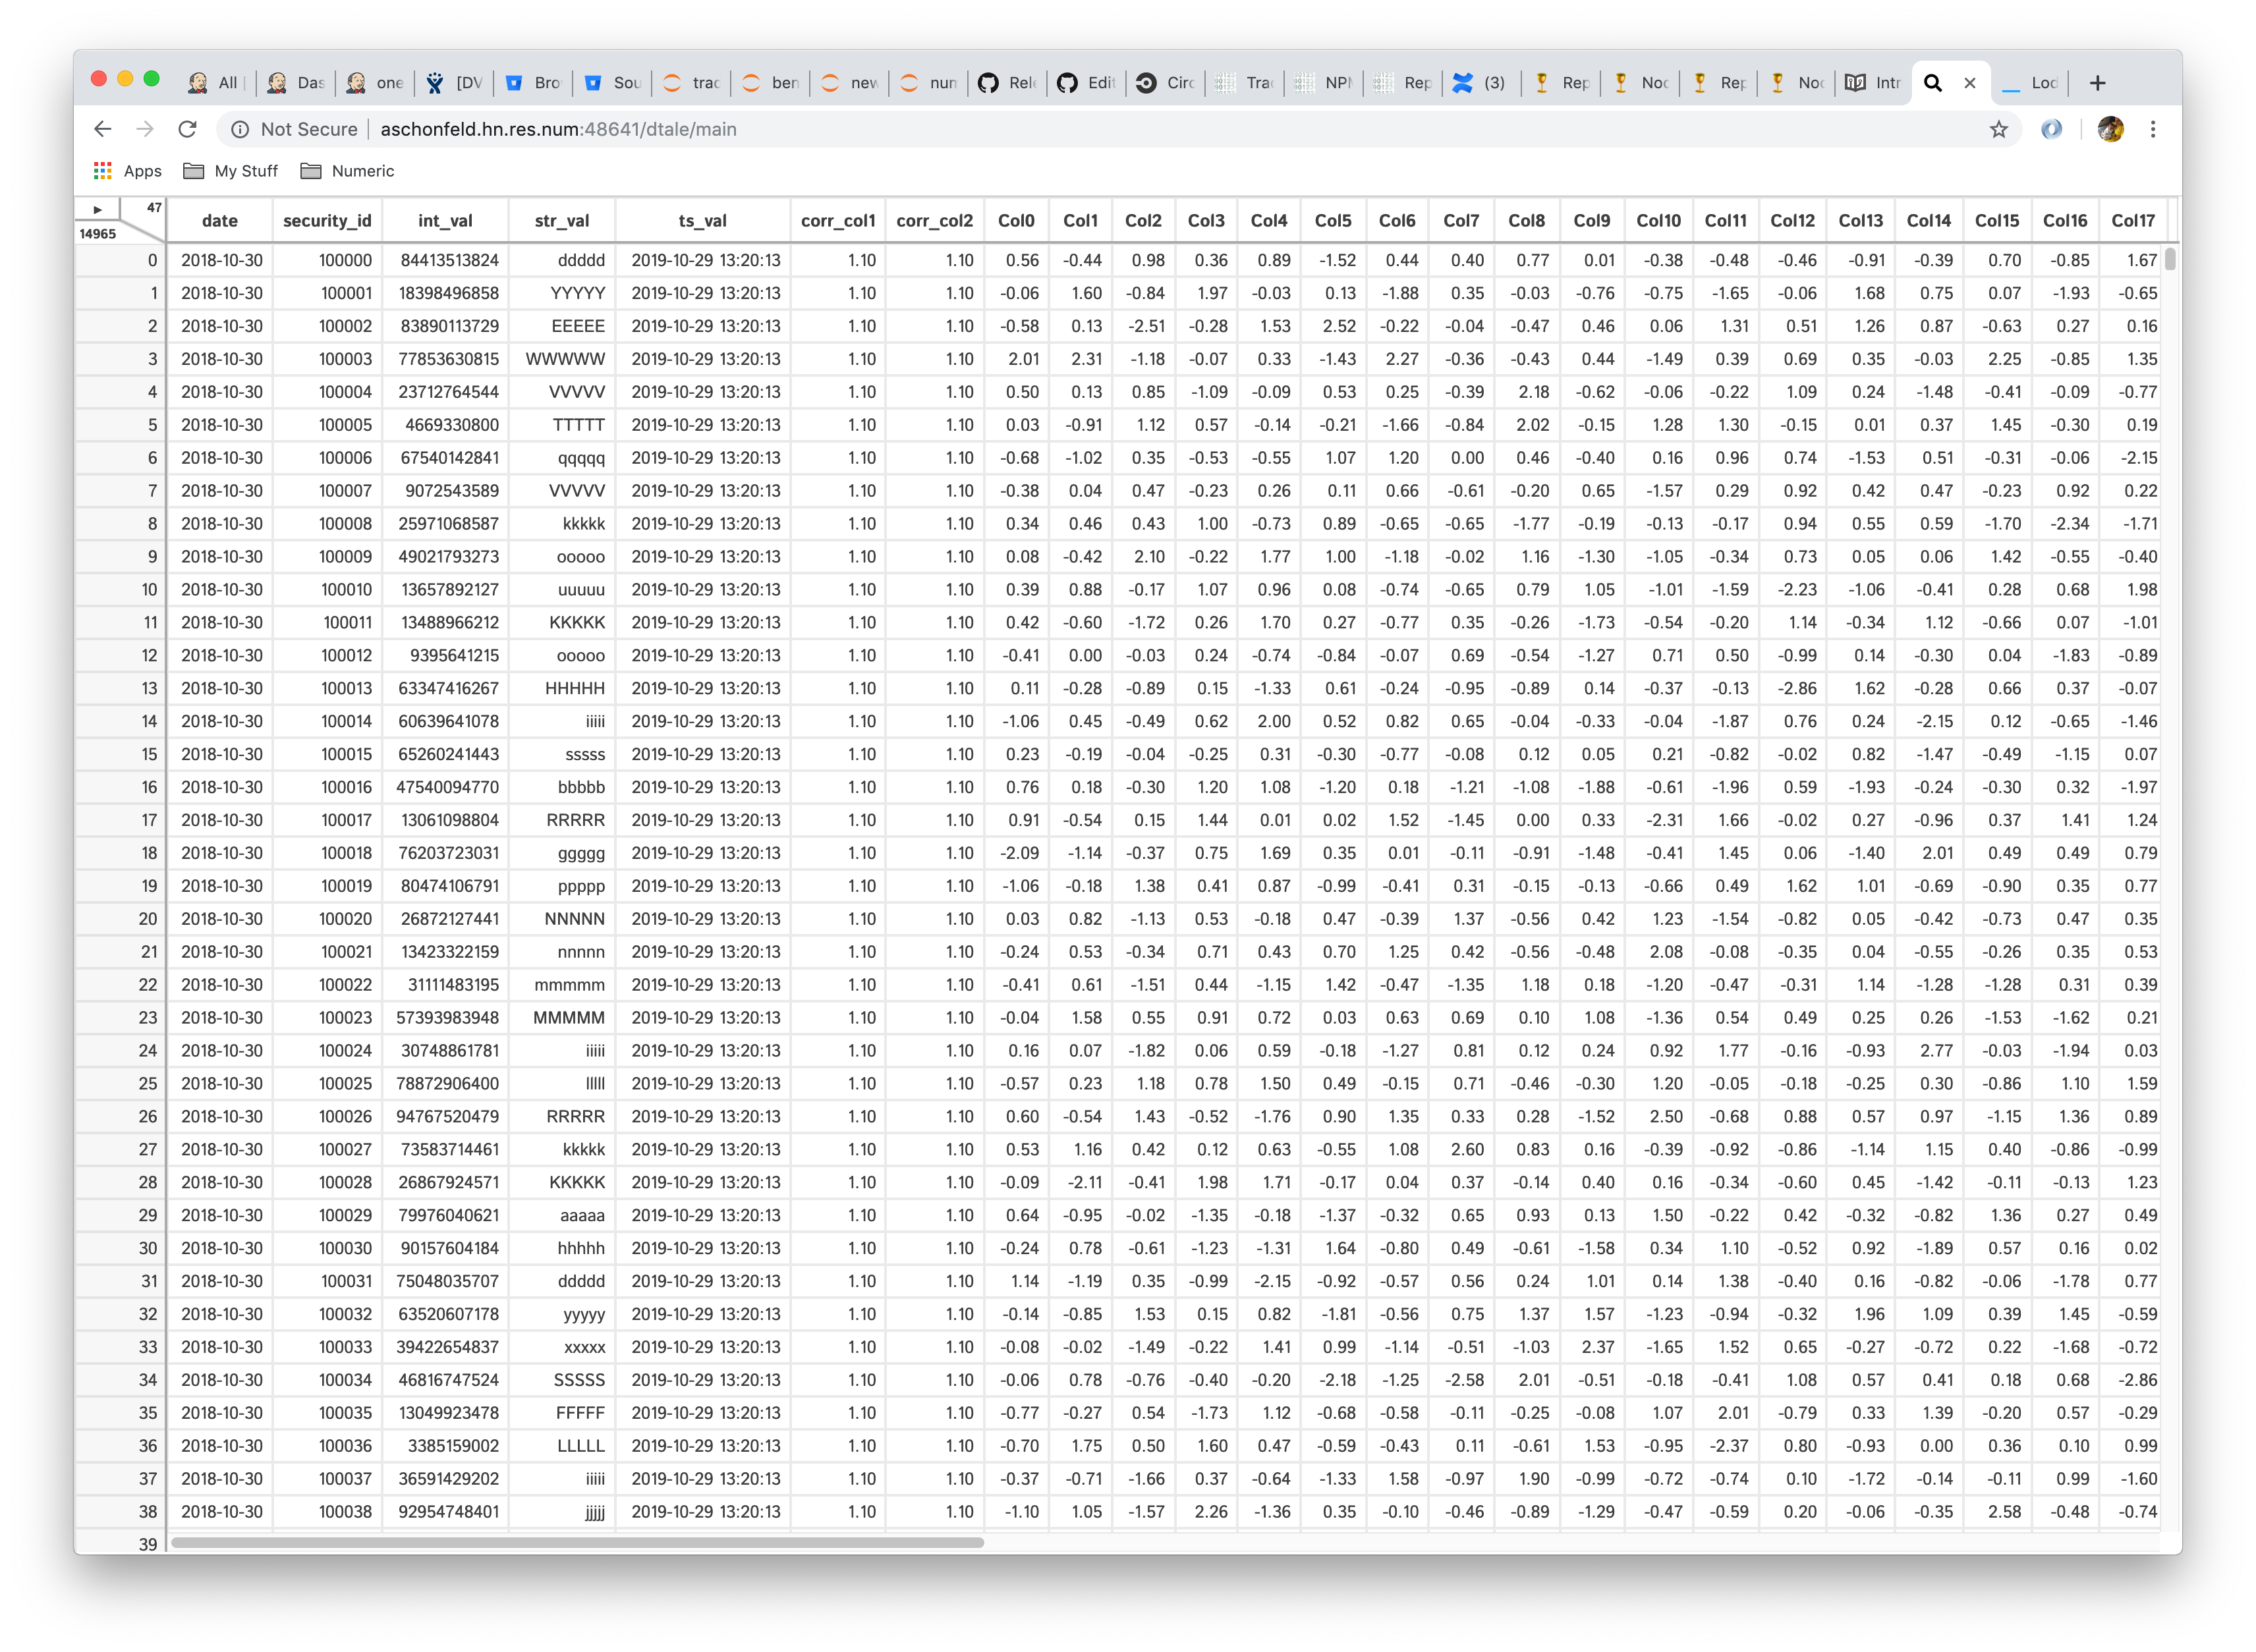 All Das one [DV Bro Sou trac ben new nun Rele Edit Circ Trac NPM Rep (3) Rep Noc Rep Noc Intr Lod
Not Secure aschonfeld.hn.res.num:48641/dtale/main
Apps My Stuff Numeric
47 date security_id int_val str_val ts_val corr_col1 corr_col2 Col0 Col1 Col2 Col3 Col4 Col5 Col6 Col7 Col8 Col9 Col10 Col11 Col12 Col13 Col14 Col15 Col16 Col17
14965
0 2018-10-30 100000 84413513824 ddddd 2019-10-29 13:20:13 1.10 1.10 0.56 -0.44 0.98 0.36 0.89 -1.52 0.44 0.40 0.77 0.01 -0.38 -0.48 -0.46 -0.91 -0.39 0.70 -0.85 1.67
1 2018-10-30 100001 18398496858 YYYYY 2019-10-29 13:20:13 1.10 1.10 -0.06 1.60 -0.84 1.97 -0.03 0.13 -1.88 0.35 -0.03 -0.76 -0.75 -1.65 -0.06 1.68 0.75 0.07 -1.93 -0.65
2 2018-10-30 100002 83890113729 EEEEE 2019-10-29 13:20:13 1.10 1.10 -0.58 0.13 -2.51 -0.28 1.53 2.52 -0.22 -0.04 -0.47 0.46 0.06 1.31 0.51 1.26 0.87 -0.63 0.27 0.16
3 2018-10-30 100003 77853630815 WWWWW 2019-10-29 13:20:13 1.10 1.10 2.01 2.31 -1.18 -0.07 0.33 -1.43 2.27 -0.36 -0.43 0.44 -1.49 0.39 0.69 0.35 -0.03 2.25 -0.85 1.35
4 2018-10-30 100004 23712764544 VVVVV 2019-10-29 13:20:13 1.10 1.10 0.50 0.13 0.85 -1.09 -0.09 0.53 0.25 -0.39 2.18 -0.62 -0.06 -0.22 1.09 0.24 -1.48 -0.41 -0.09 -0.77
5 2018-10-30 100005 4669330800 TTTTT 2019-10-29 13:20:13 1.10 1.10 0.03 -0.91 1.12 0.57 -0.14 -0.21 -1.66 -0.84 2.02 -0.15 1.28 1.30 -0.15 0.01 0.37 1.45 -0.30 0.19
6 2018-10-30 100006 67540142841 qqqqq 2019-10-29 13:20:13 1.10 1.10 -0.68 -1.02 0.35 -0.53 -0.55 1.07 1.20 0.00 0.46 -0.40 0.16 0.96 0.74 -1.53 0.51 -0.31 -0.06 -2.15
7 2018-10-30 100007 9072543589 VVVVV 2019-10-29 13:20:13 1.10 1.10 -0.38 0.04 0.47 -0.23 0.26 0.11 0.66 -0.61 -0.20 0.65 -1.57 0.29 0.92 0.42 0.47 -0.23 0.92 0.22
8 2018-10-30 100008 25971068587 kkkkk 2019-10-29 13:20:13 1.10 1.10 0.34 0.46 0.43 1.00 -0.73 0.89 -0.65 -0.65 -1.77 -0.19 -0.13 -0.17 0.94 0.55 0.59 -1.70 -2.34 -1.71
9 2018-10-30 100009 49021793273 ooooo 2019-10-29 13:20:13 1.10 1.10 0.08 -0.42 2.10 -0.22 1.77 1.00 -1.18 -0.02 1.16 -1.30 -1.05 -0.34 0.73 0.05 0.06 1.42 -0.55 -0.40
10 2018-10-30 100010 13657892127 uuuuu 2019-10-29 13:20:13 1.10 1.10 0.39 0.88 -0.17 1.07 0.96 0.08 -0.74 -0.65 0.79 1.05 -1.01 -1.59 -2.23 -1.06 -0.41 0.28 0.68 1.98
11 2018-10-30 100011 13488966212 KKKKK 2019-10-29 13:20:13 1.10 1.10 0.42 -0.60 -1.72 0.26 1.70 0.27 -0.77 0.35 -0.26 -1.73 -0.54 -0.20 1.14 -0.34 1.12 -0.66 0.07 -1.01
12 2018-10-30 100012 9395641215 ooooo 2019-10-29 13:20:13 1.10 1.10 -0.41 0.00 -0.03 0.24 -0.74 -0.84 -0.07 0.69 -0.54 -1.27 0.71 0.50 -0.99 0.14 -0.30 0.04 -1.83 -0.89
13 2018-10-30 100013 63347416267 HHHHH 2019-10-29 13:20:13 1.10 1.10 0.11 -0.28 -0.89 0.15 -1.33 0.61 -0.24 -0.95 -0.89 0.14 -0.37 -0.13 -2.86 1.62 -0.28 0.66 0.37 -0.07
14 2018-10-30 100014 60639641078 iiiii 2019-10-29 13:20:13 1.10 1.10 -1.06 0.45 -0.49 0.62 2.00 0.52 0.82 0.65 -0.04 -0.33 -0.04 -1.87 0.76 0.24 -2.15 0.12 -0.65 -1.46
15 2018-10-30 100015 65260241443 sssss 2019-10-29 13:20:13 1.10 1.10 0.23 -0.19 -0.04 -0.25 0.31 -0.30 -0.77 -0.08 0.12 0.05 0.21 -0.82 -0.02 0.82 -1.47 -0.49 -1.15 0.07
16 2018-10-30 100016 47540094770 bbbbb 2019-10-29 13:20:13 1.10 1.10 0.76 0.18 -0.30 1.20 1.08 -1.20 0.18 -1.21 -1.08 -1.88 -0.61 -1.96 0.59 -1.93 -0.24 -0.30 0.32 -1.97
17 2018-10-30 100017 13061098804 RRRRR 2019-10-29 13:20:13 1.10 1.10 0.91 -0.54 0.15 1.44 0.01 0.02 1.52 -1.45 0.00 0.33 -2.31 1.66 -0.02 0.27 -0.96 0.37 1.41 1.24
18 2018-10-30 100018 76203723031 ggggg 2019-10-29 13:20:13 1.10 1.10 -2.09 -1.14 -0.37 0.75 1.69 0.35 0.01 -0.11 -0.91 -1.48 -0.41 1.45 0.06 -1.40 2.01 0.49 0.49 0.79
19 2018-10-30 100019 80474106791 ppppp 2019-10-29 13:20:13 1.10 1.10 -1.06 -0.18 1.38 0.41 0.87 -0.99 -0.41 0.31 -0.15 -0.13 -0.66 0.49 1.62 1.01 -0.69 -0.90 0.35 0.77
20 2018-10-30 100020 26872127441 NNNNN 2019-10-29 13:20:13 1.10 1.10 0.03 0.82 -1.13 0.53 -0.18 0.47 -0.39 1.37 -0.56 0.42 1.23 -1.54 -0.82 0.05 -0.42 -0.73 0.47 0.35
21 2018-10-30 100021 13423322159 nnnnn 2019-10-29 13:20:13 1.10 1.10 -0.24 0.53 -0.34 0.71 0.43 0.70 1.25 0.42 -0.56 -0.48 2.08 -0.08 -0.35 0.04 -0.55 -0.26 0.35 0.53
22 2018-10-30 100022 31111483195 mmmmm 2019-10-29 13:20:13 1.10 1.10 -0.41 0.61 -1.51 0.44 -1.15 1.42 -0.47 -1.35 1.18 0.18 -1.20 -0.47 -0.31 1.14 -1.28 -1.28 0.31 0.39
23 2018-10-30 100023 57393983948 MMMMM 2019-10-29 13:20:13 1.10 1.10 -0.04 1.58 0.55 0.91 0.72 0.03 0.63 0.69 0.10 1.08 -1.36 0.54 0.49 0.25 0.26 -1.53 -1.62 0.21
24 2018-10-30 100024 30748861781 iiiii 2019-10-29 13:20:13 1.10 1.10 0.16 0.07 -1.82 0.06 0.59 -0.18 -1.27 0.81 0.12 0.24 0.92 1.77 -0.16 -0.93 2.77 -0.03 -1.94 0.03
25 2018-10-30 100025 78872906400 lllll 2019-10-29 13:20:13 1.10 1.10 -0.57 0.23 1.18 0.78 1.50 0.49 -0.15 0.71 -0.46 -0.30 1.20 -0.05 -0.18 -0.25 0.30 -0.86 1.10 1.59
26 2018-10-30 100026 94767520479 RRRRR 2019-10-29 13:20:13 1.10 1.10 0.60 -0.54 1.43 -0.52 -1.76 0.90 1.35 0.33 0.28 -1.52 2.50 -0.68 0.88 0.57 0.97 -1.15 1.36 0.89
27 2018-10-30 100027 73583714461 kkkkk 2019-10-29 13:20:13 1.10 1.10 0.53 1.16 0.42 0.12 0.63 -0.55 1.08 2.60 0.83 0.16 -0.39 -0.92 -0.86 -1.14 1.15 0.40 -0.86 -0.99
28 2018-10-30 100028 26867924571 KKKKK 2019-10-29 13:20:13 1.10 1.10 -0.09 -2.11 -0.41 1.98 1.71 -0.17 0.04 0.37 -0.14 0.40 0.16 -0.34 -0.60 0.45 -1.42 -0.11 -0.13 1.23
29 2018-10-30 100029 79976040621 aaaaa 2019-10-29 13:20:13 1.10 1.10 0.64 -0.95 -0.02 -1.35 -0.18 -1.37 -0.32 0.65 0.93 0.13 1.50 -0.22 0.42 -0.32 -0.82 1.36 0.27 0.49
30 2018-10-30 100030 90157604184 hhhhh 2019-10-29 13:20:13 1.10 1.10 -0.24 0.78 -0.61 -1.23 -1.31 1.64 -0.80 0.49 -0.61 -1.58 0.34 1.10 -0.52 0.92 -1.89 0.57 0.16 0.02
31 2018-10-30 100031 75048035707 ddddd 2019-10-29 13:20:13 1.10 1.10 1.14 -1.19 0.35 -0.99 -2.15 -0.92 -0.57 0.56 0.24 1.01 0.14 1.38 -0.40 0.16 -0.82 -0.06 -1.78 0.77
32 2018-10-30 100032 63520607178 yyyyy 2019-10-29 13:20:13 1.10 1.10 -0.14 -0.85 1.53 0.15 0.82 -1.81 -0.56 0.75 1.37 1.57 -1.23 -0.94 -0.32 1.96 1.09 0.39 1.45 -0.59
33 2018-10-30 100033 39422654837 xxxxx 2019-10-29 13:20:13 1.10 1.10 -0.08 -0.02 -1.49 -0.22 1.41 0.99 -1.14 -0.51 -1.03 2.37 -1.65 1.52 0.65 -0.27 -0.72 0.22 -1.68 -0.72
34 2018-10-30 100034 46816747524 SSSSS 2019-10-29 13:20:13 1.10 1.10 -0.06 0.78 -0.76 -0.40 -0.20 -2.18 -1.25 -2.58 2.01 -0.51 -0.18 -0.41 1.08 0.57 0.41 0.18 0.68 -2.86
35 2018-10-30 100035 13049923478 FFFFF 2019-10-29 13:20:13 1.10 1.10 -0.77 -0.27 0.54 -1.73 1.12 -0.68 -0.58 -0.11 -0.25 -0.08 1.07 2.01 -0.79 0.33 1.39 -0.20 0.57 -0.29
36 2018-10-30 100036 3385159002 LLLLL 2019-10-29 13:20:13 1.10 1.10 -0.70 1.75 0.50 1.60 0.47 -0.59 -0.43 0.11 -0.61 1.53 -0.95 -2.37 0.80 -0.93 0.00 0.36 0.10 0.99
37 2018-10-30 100037 36591429202 iiiii 2019-10-29 13:20:13 1.10 1.10 -0.37 -0.71 -1.66 0.37 -0.64 -1.33 1.58 -0.97 1.90 -0.99 -0.72 -0.74 0.10 -1.72 -0.14 -0.11 0.99 -1.60
38 2018-10-30 100038 92954748401 jjjjj 2019-10-29 13:20:13 1.10 1.10 -1.10 1.05 -1.57 2.26 -1.36 0.35 -0.10 -0.46 -0.89 -1.29 -0.47 -0.59 0.20 -0.06 -0.35 2.58 -0.48 -0.74
39